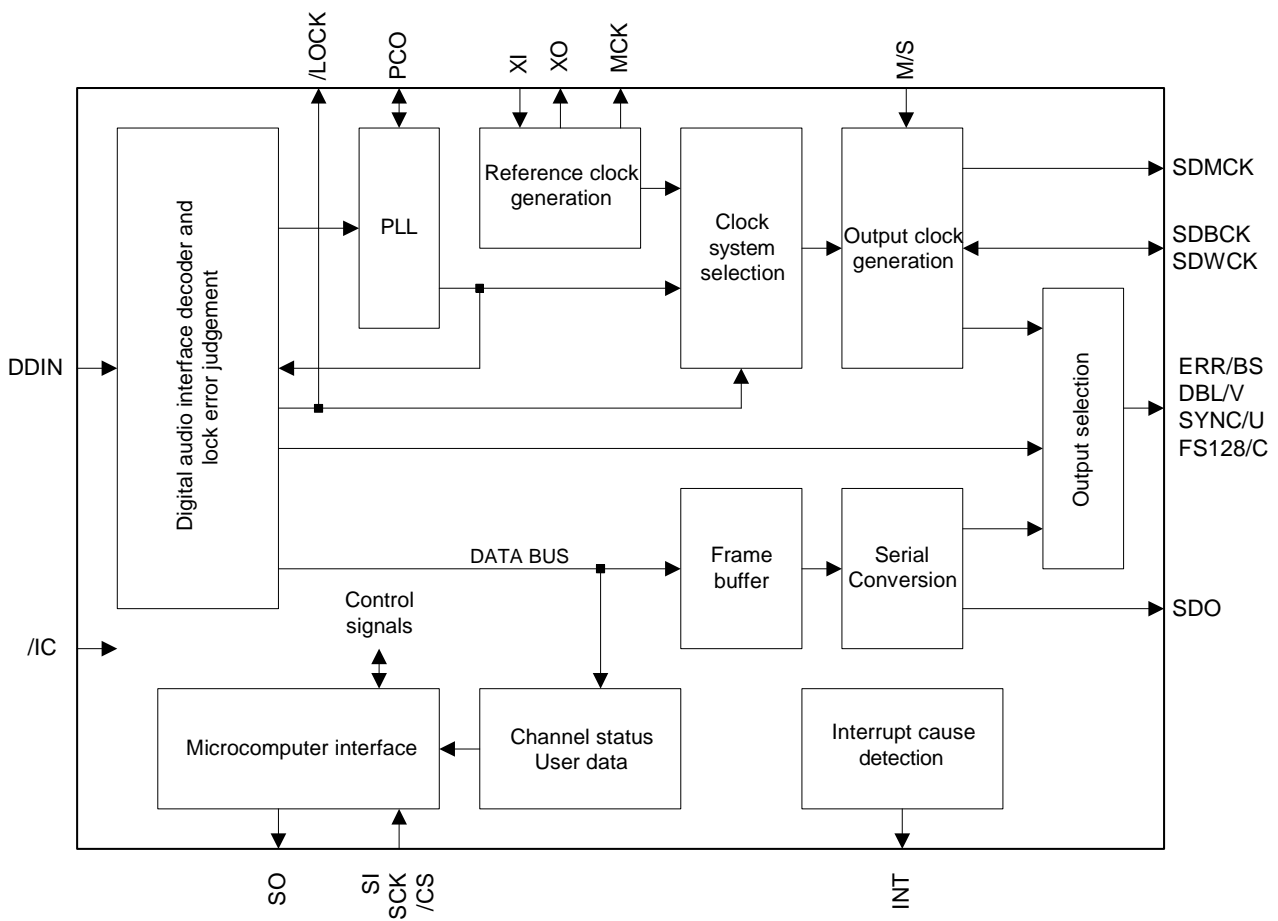 /LOCK
PCO
XI
XO
MCK
M/S
Digital audio interface decoder and
lock error judgement
PLL
Reference clock
generation
Clock
system
selection
Output clock
generation
SDMCK
SDBCK
SDWCK
DDIN
Output selection
ERR/BS
DBL/V
SYNC/U
FS128/C
DATA BUS
Frame
buffer
Serial
Conversion
SDO
/IC
Control
signals
Microcomputer interface
Channel status
User data
Interrupt cause
detection
SO
SI
SCK
/CS
INT